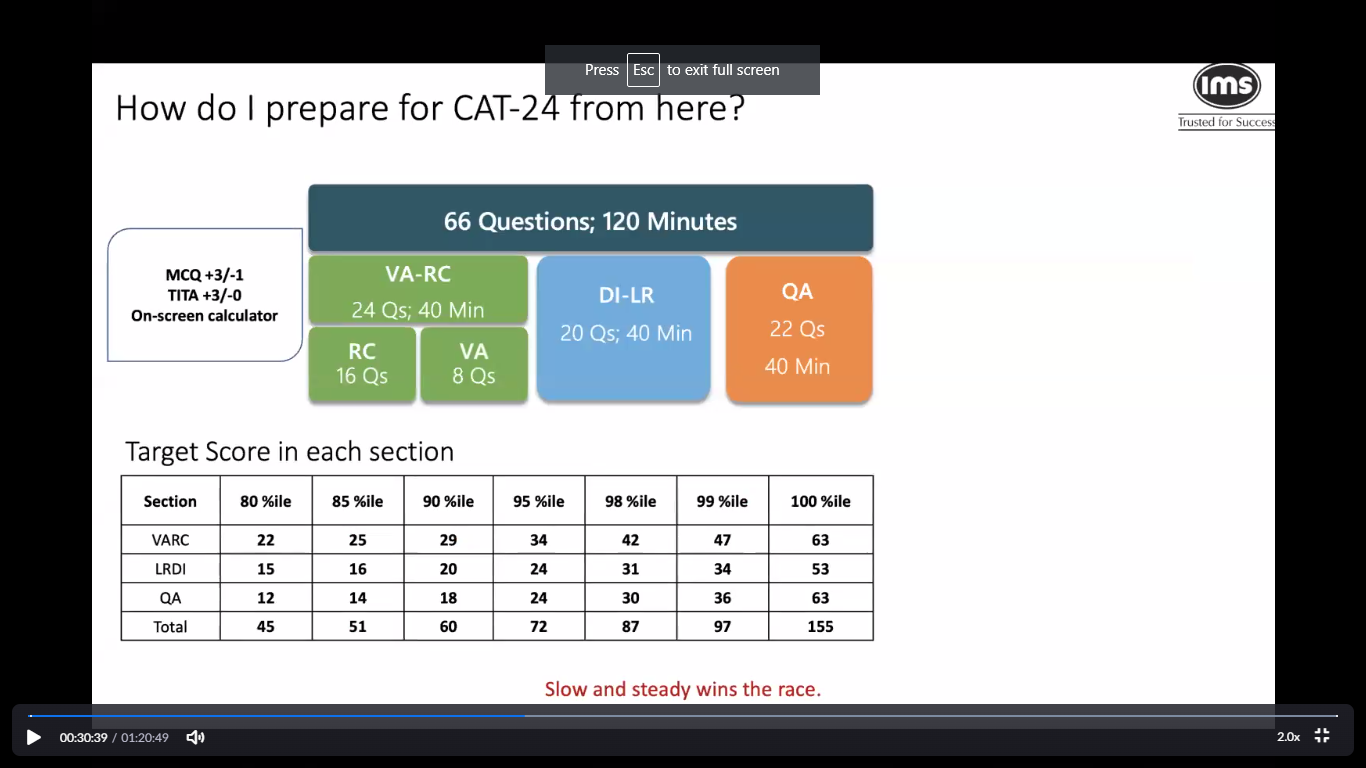 Press Esc to exit full screen
ims
Trusted for Success
How do I prepare for CAT-24 from here?
66 Questions; 120 Minutes
MCQ +3/-1
TITA +3/-0
On-screen calculator
VA-RC
24 Qs; 40 Min
RC
16 Qs
VA
8 Qs
DI-LR
20 Qs; 40 Min
QA
22 Qs
40 Min
Target Score in each section
Section 80 %ile 85 %ile 90 %ile 95 %ile 98 %ile 99 %ile 100 %ile
VARC 22 25 29 34 42 47 63
LRDI 15 16 20 24 31 34 53
QA 12 14 18 24 30 36 63
Total 45 51 60 72 87 97 155
Slow and steady wins the race.
00:30:39 / 01:20:49
2.0x